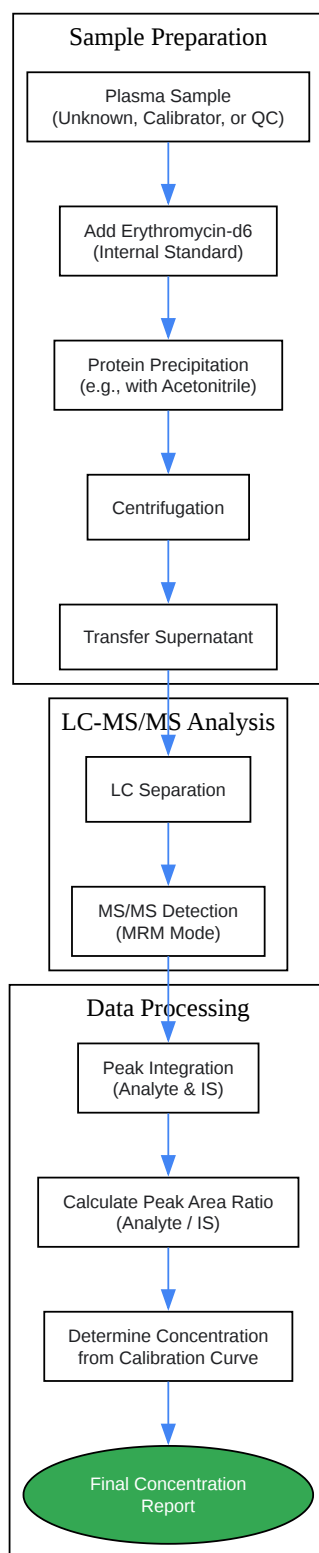 Sample Preparation
Plasma Sample
(Unknown, Calibrator, or QC)
Add Erythromycin-d6
(Internal Standard)
Protein Precipitation
(e.g., with Acetonitrile)
Centrifugation
Transfer Supernatant
LC-MS/MS Analysis
LC Separation
MS/MS Detection
(MRM Mode)
Data Processing
Peak Integration
(Analyte & IS)
Calculate Peak Area Ratio
(Analyte / IS)
Determine Concentration
from Calibration Curve
Final Concentration
Report